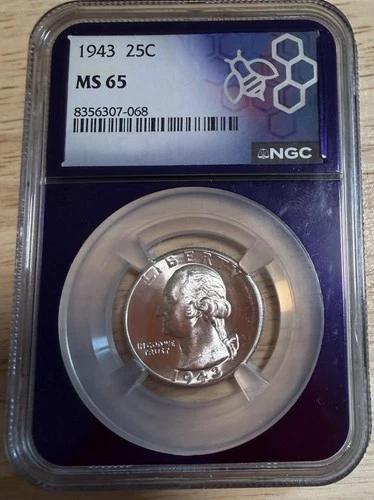 1943 25C
MS 65
8356307-068
NGC
LIBERTY
IN GOD WE
TRUST
1943